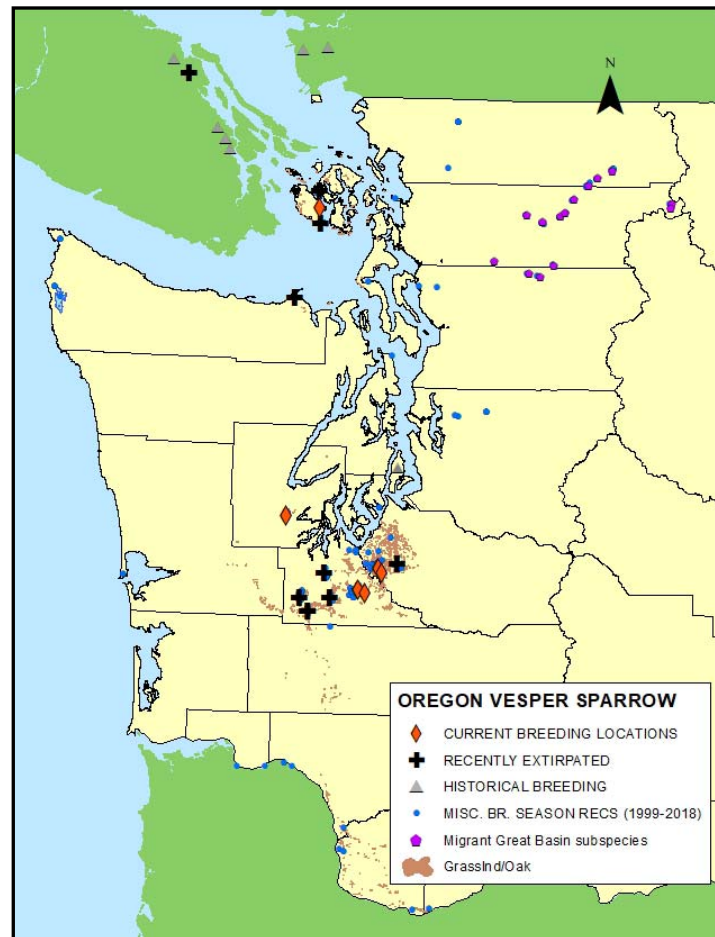 N
OREGON VESPER SPARROW
CURRENT BREEDING LOCATIONS
RECENTLY EXTIRPATED
HISTORICAL BREEDING
MISC. BR. SEASON RECS (1999-2018)
Migrant Great Basin subspecies
Grasslnd/Oak